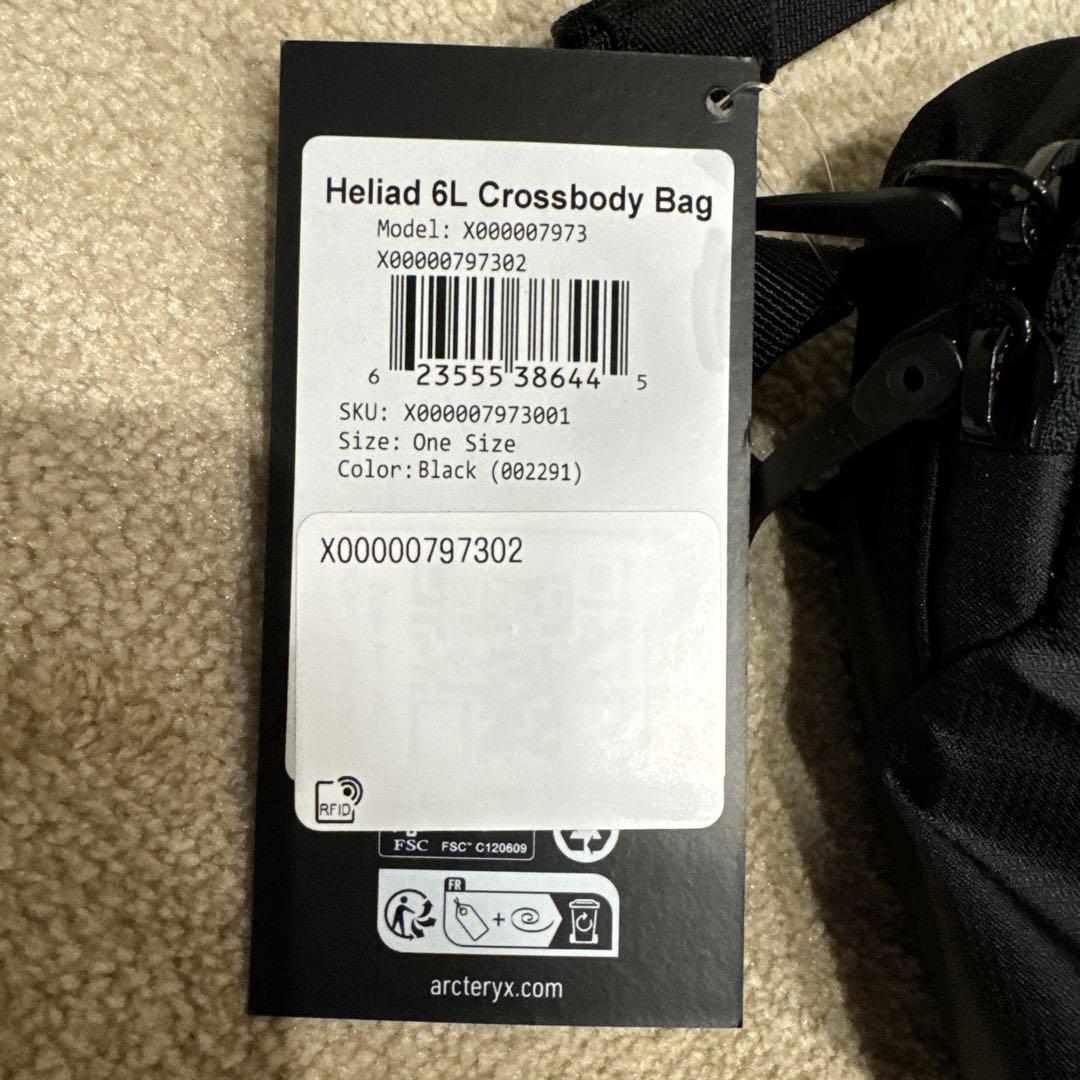 Heliad 6L Crossbody Bag
Model: X000007973
X00000797302
6 23555 38644 5
SKU: X000007973001
Size: One Size
Color: Black (002291)
X00000797302
RFID
FSC FSC™ C120609
FR
arcteryx.com